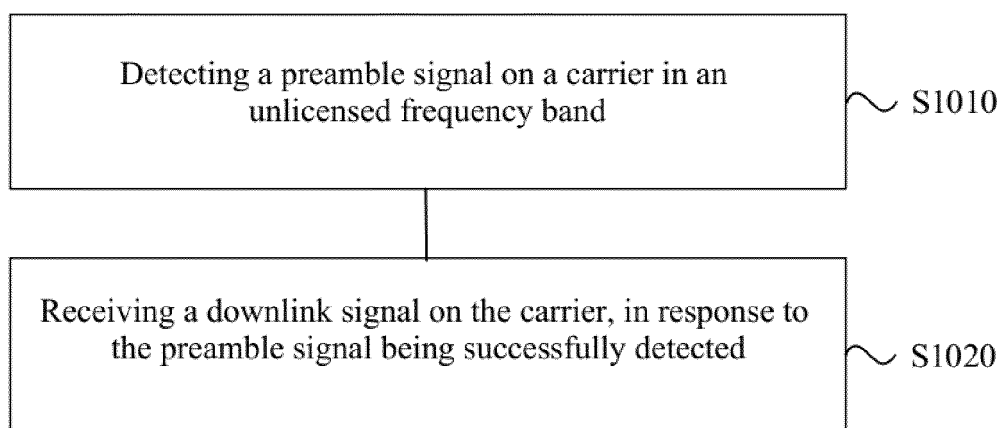 Detecting a preamble signal on a carrier in an
unlicensed frequency band
S1010
Receiving a downlink signal on the carrier, in response to
the preamble signal being successfully detected
S1020